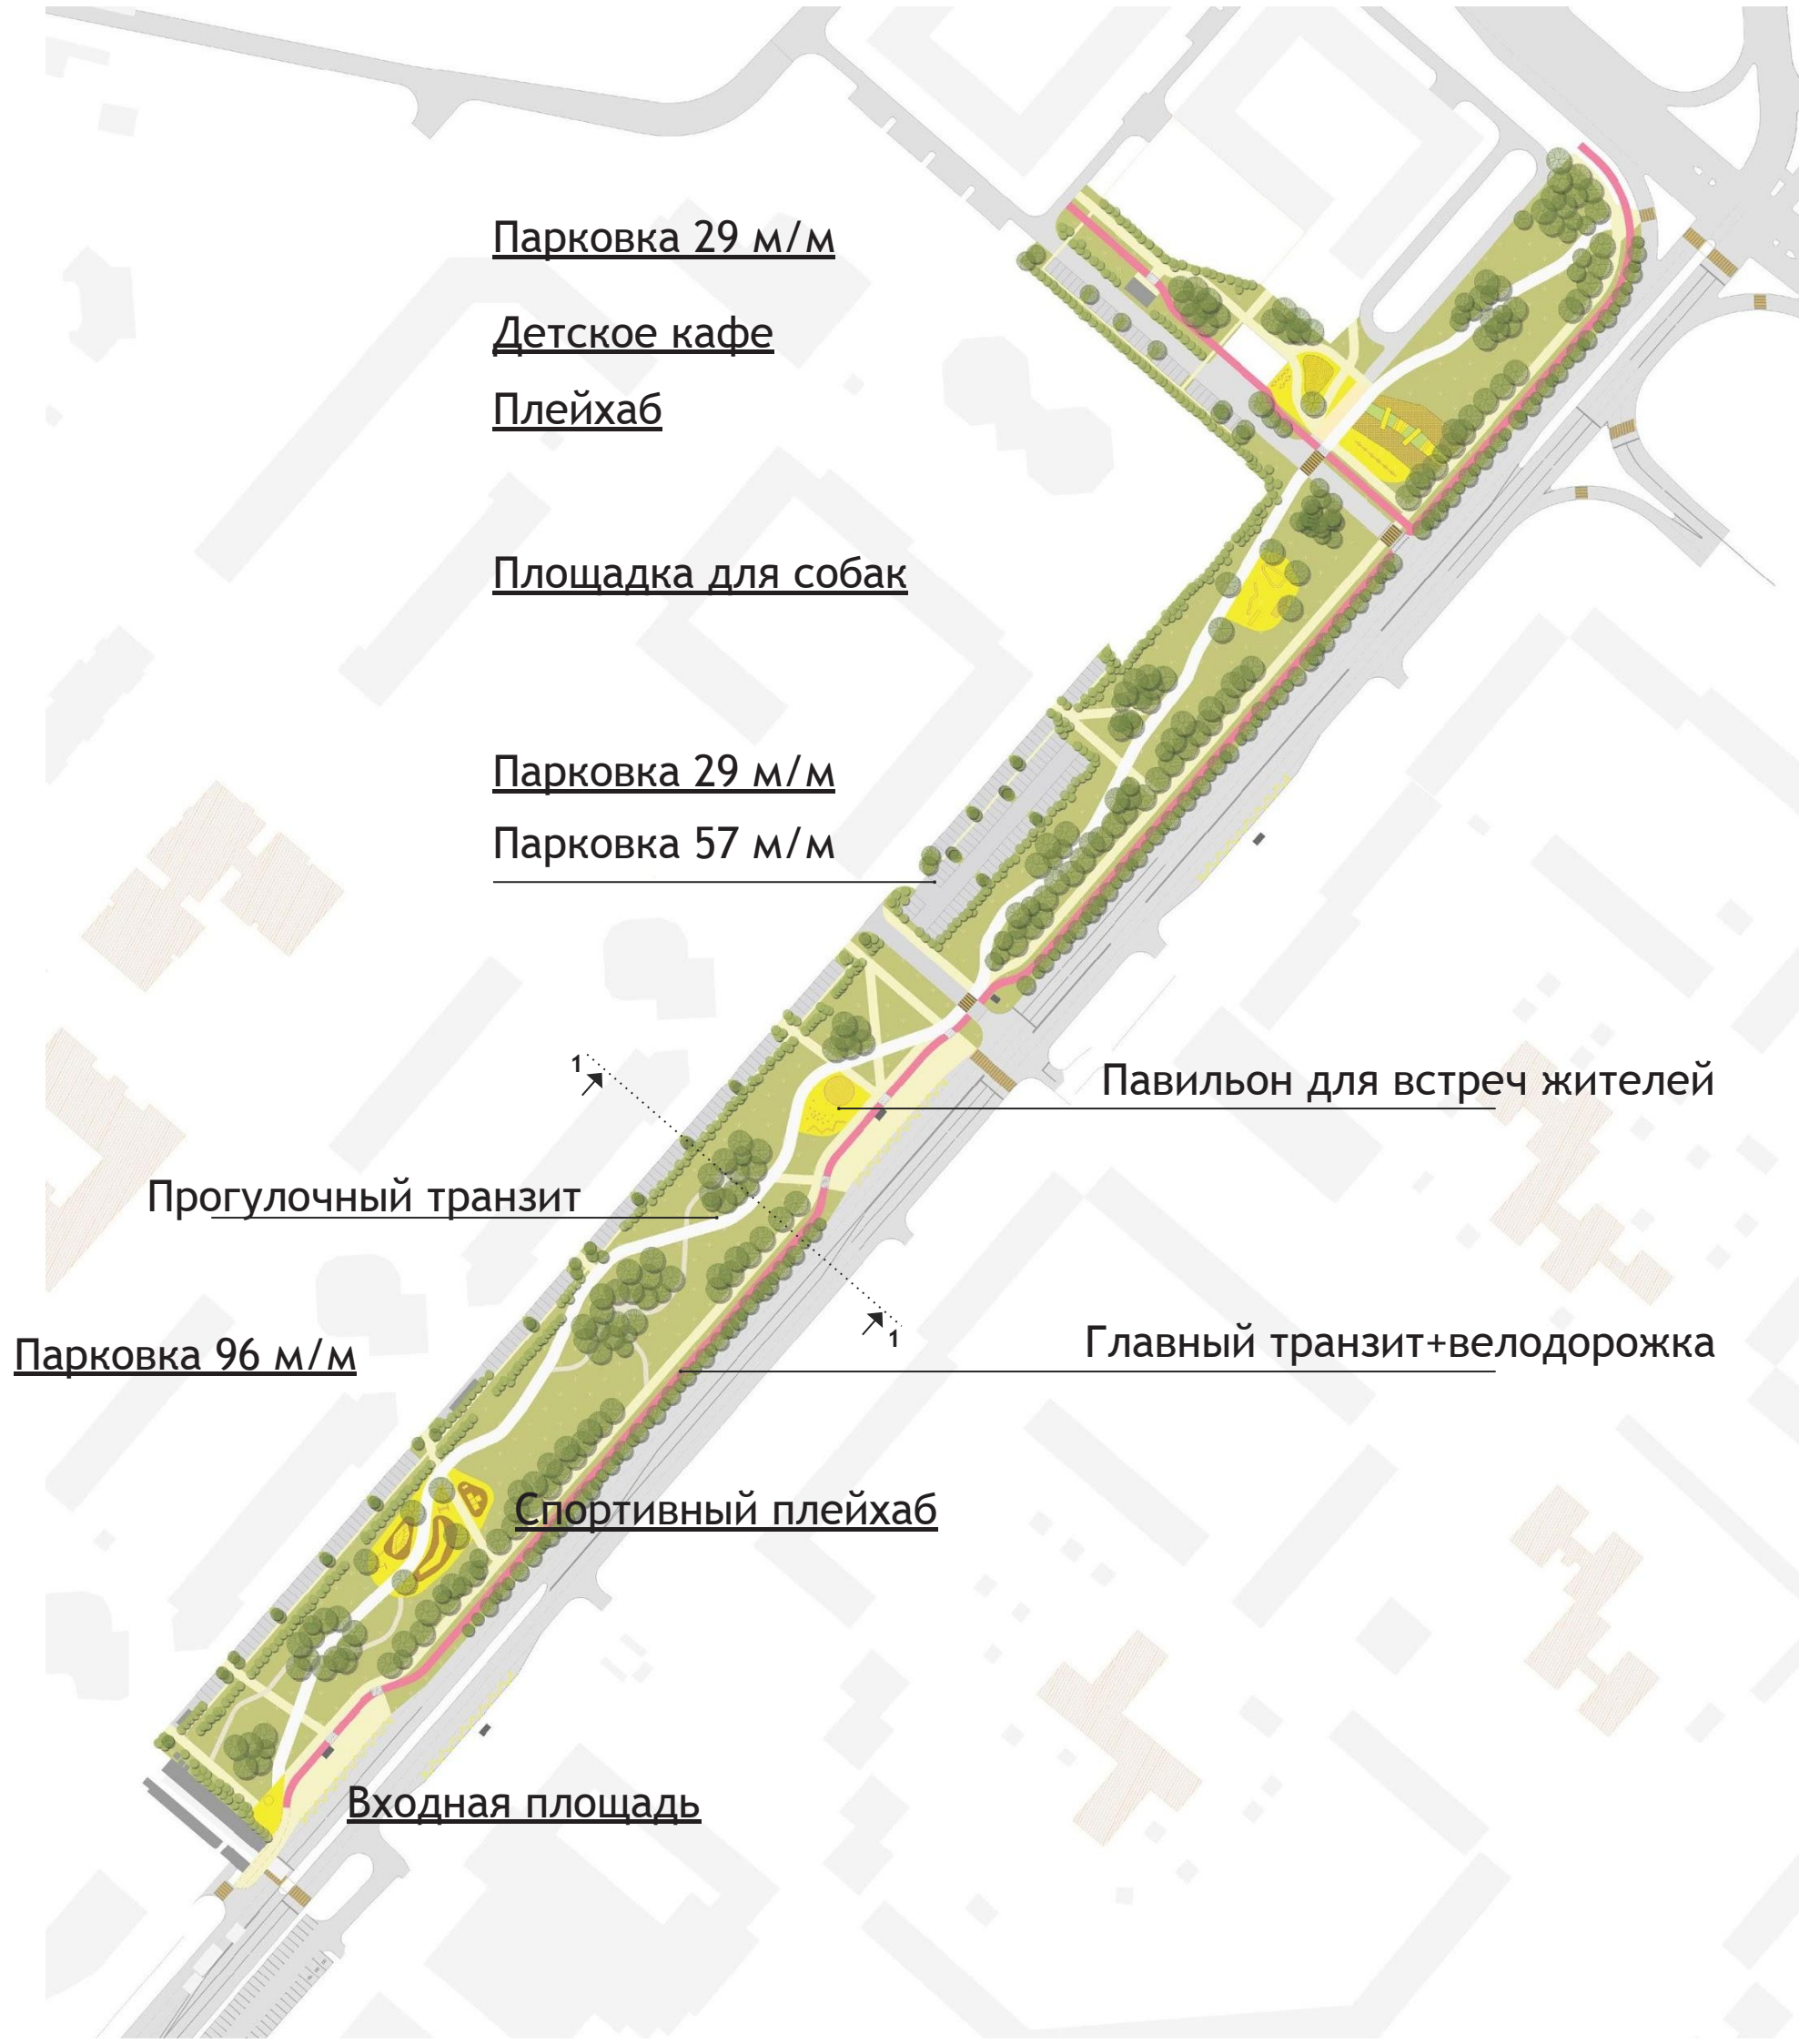 Парковка 29 м/м
Детское кафе
Плейхаб
Площадка для собак
Парковка 29 м/м
Парковка 57 м/м
1
Павильон для встреч жителей
Прогулочный транзит
1
Главный транзит+велодорожка
Парковка 96 м/м
Спортивный плейхаб
Входная площадь